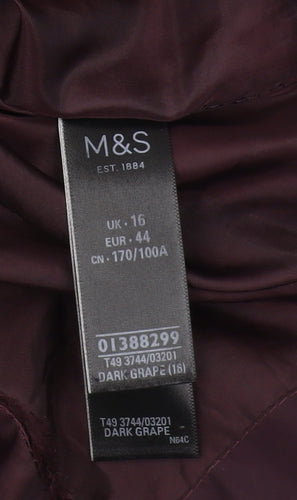 M&S
EST. 1884
UK · 16
EUR · 44
CN · 170/100A
01388299
T49 3744/03201
DARK GRAPE (16)
T49 3744/03201
DARK GRAPE
N64C